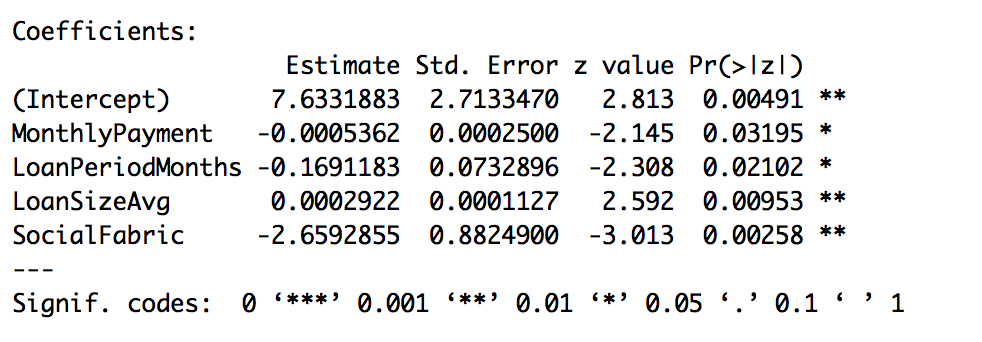 Coefficients:
                   Estimate Std. Error z value Pr(>|z|)
(Intercept)       7.6331883  2.7133470   2.813  0.00491 **
MonthlyPayment   -0.0005362  0.0002500  -2.145  0.03195 *
LoanPeriodMonths -0.1691183  0.0732896  -2.308  0.02102 *
LoanSizeAvg       0.0002922  0.0001127   2.592  0.00953 **
SocialFabric     -2.6592855  0.8824900  -3.013  0.00258 **
---
Signif. codes:  0 ‘***’ 0.001 ‘**’ 0.01 ‘*’ 0.05 ‘.’ 0.1 ‘ ’ 1